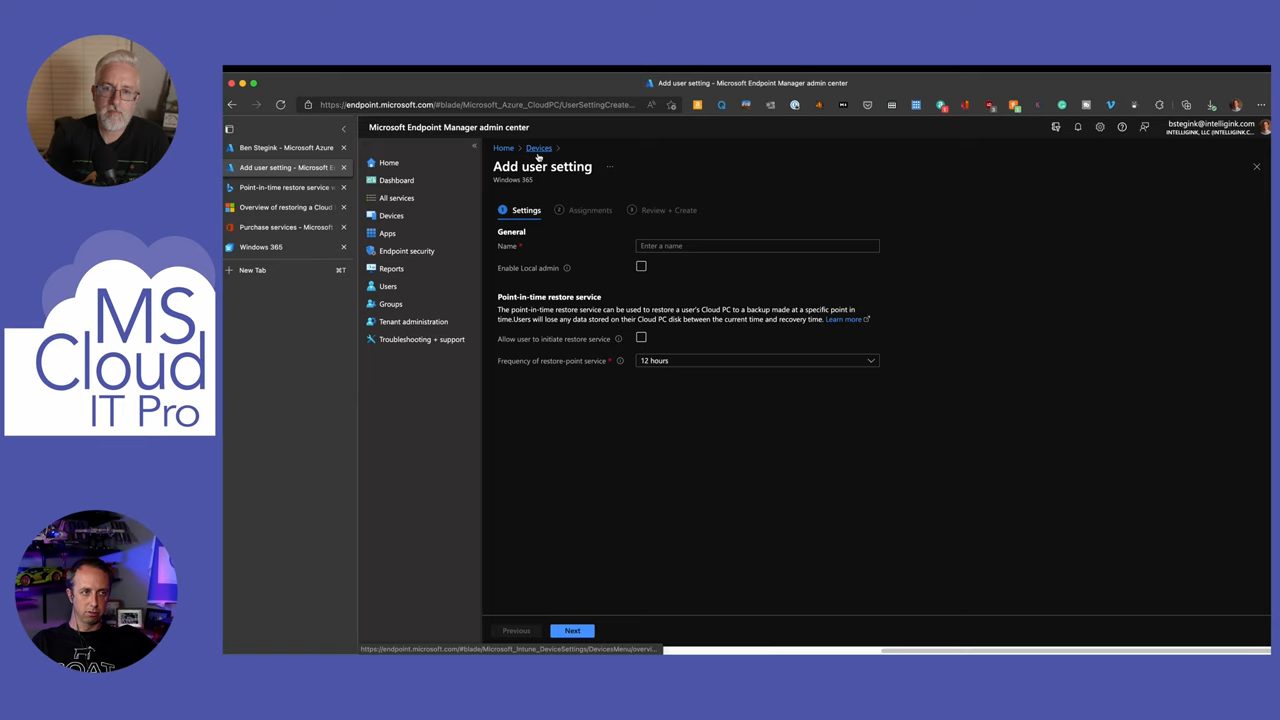 Add user setting - Microsoft Endpoint Manager admin center
https://endpoint.microsoft.com/#blade/Microsoft_Azure_CloudPC/UserSettingCreate...
Microsoft Endpoint Manager admin center
bstegink@intelligink.com
INTELLIGINK, LLC (INTELLIGINK.C...
Ben Stegink - Microsoft Azure
Add user setting - Microsoft E
Point-in-time restore service w
Overview of restoring a Cloud
Purchase services - Microsoft
Windows 365
New Tab
⌘T
Home
Dashboard
All services
Devices
Apps
Endpoint security
Reports
Users
Groups
Tenant administration
Troubleshooting + support
Home > Devices >
Add user setting ...
Windows 365
1 Settings 2 Assignments 3 Review + Create
General
Name *
Enter a name
Enable Local admin
Point-in-time restore service
The point-in-time restore service can be used to restore a user's Cloud PC to a backup made at a specific point in
time.Users will lose any data stored on their Cloud PC disk between the current time and recovery time. Learn more
Allow user to initiate restore service
Frequency of restore-point service *
12 hours
Previous
Next
https://endpoint.microsoft.com/#blade/Microsoft_Intune_DeviceSettings/DevicesMenu/overvi...
MS
Cloud
IT Pro